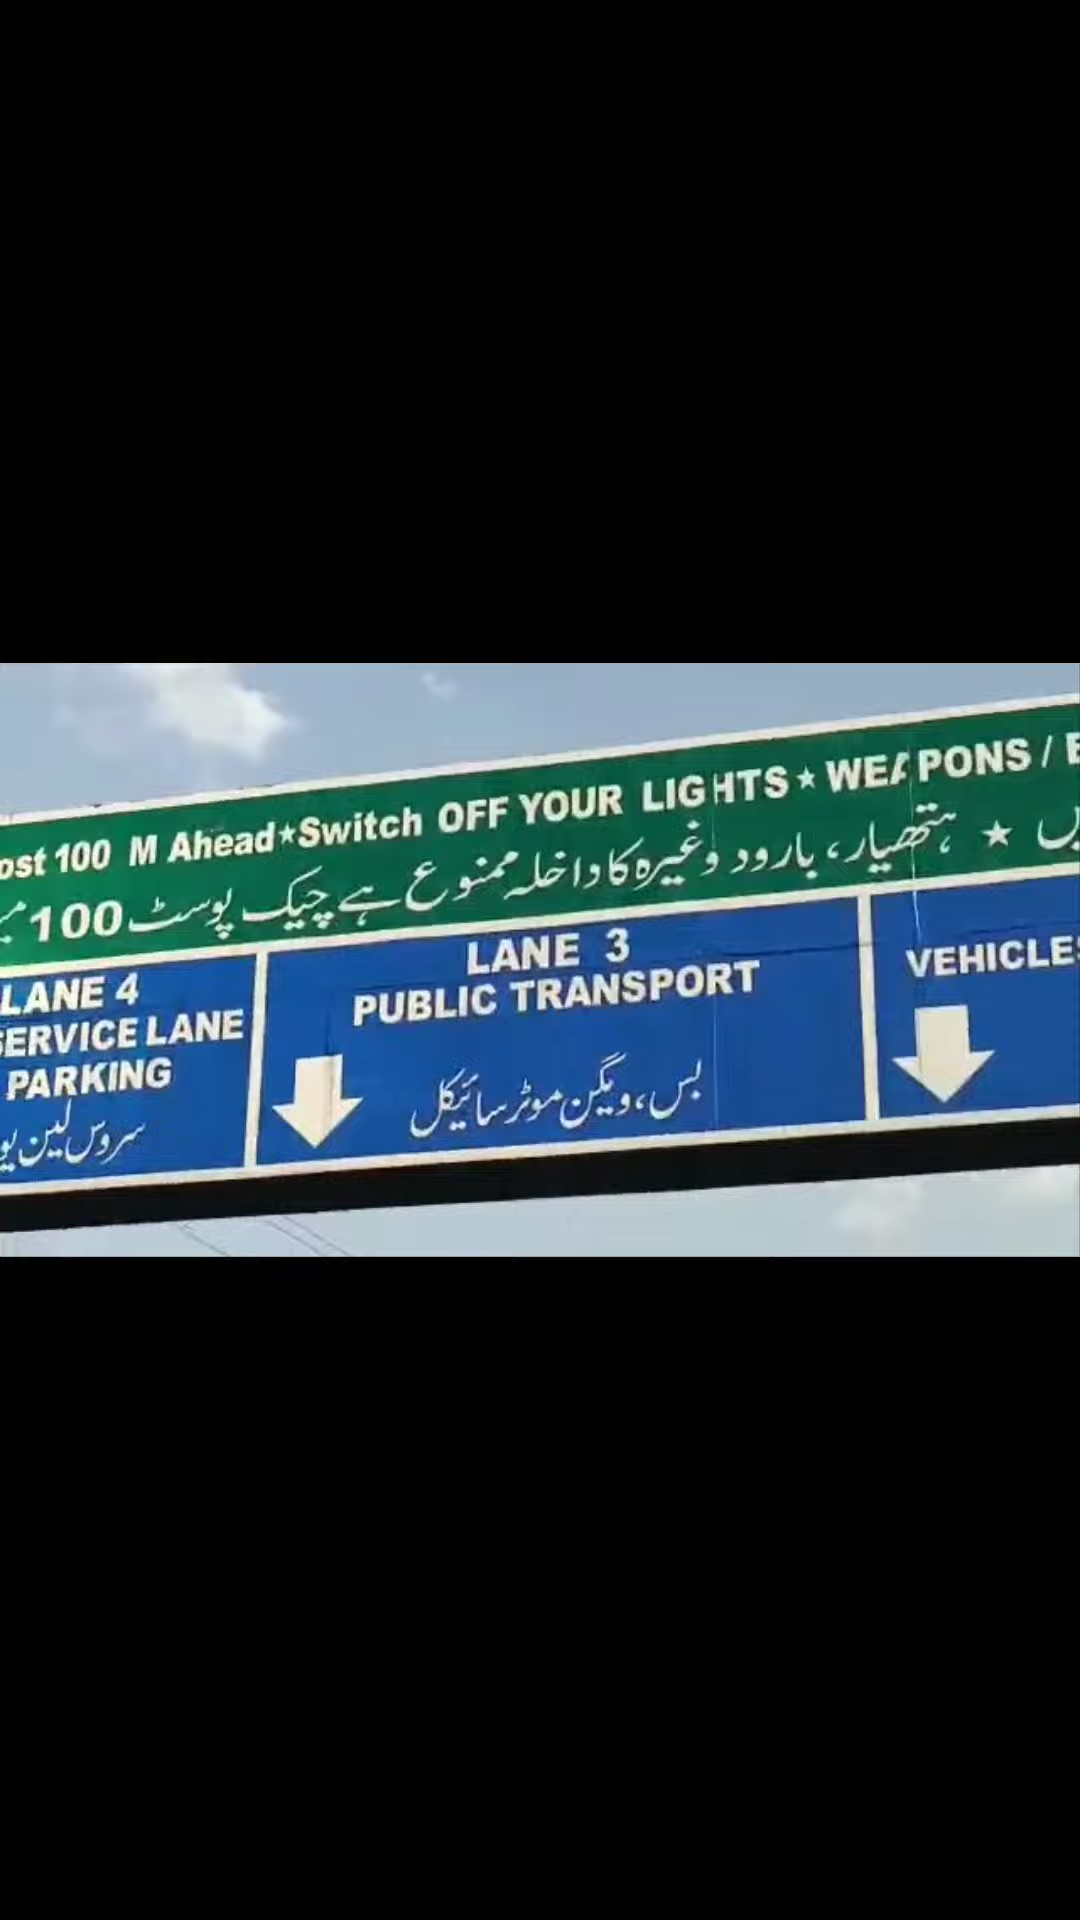 100 M Ahead★Switch OFF YOUR LIGHTS ★ WEAPONS /
★ ہتھیار، بارود وغیرہ کا داخلہ ممنوع ہے چیک پوسٹ 100
LANE 4
SERVICE LANE
PARKING
سروس لین
LANE 3
PUBLIC TRANSPORT
بس، ویگن موٹر سائیکل
VEHICLES